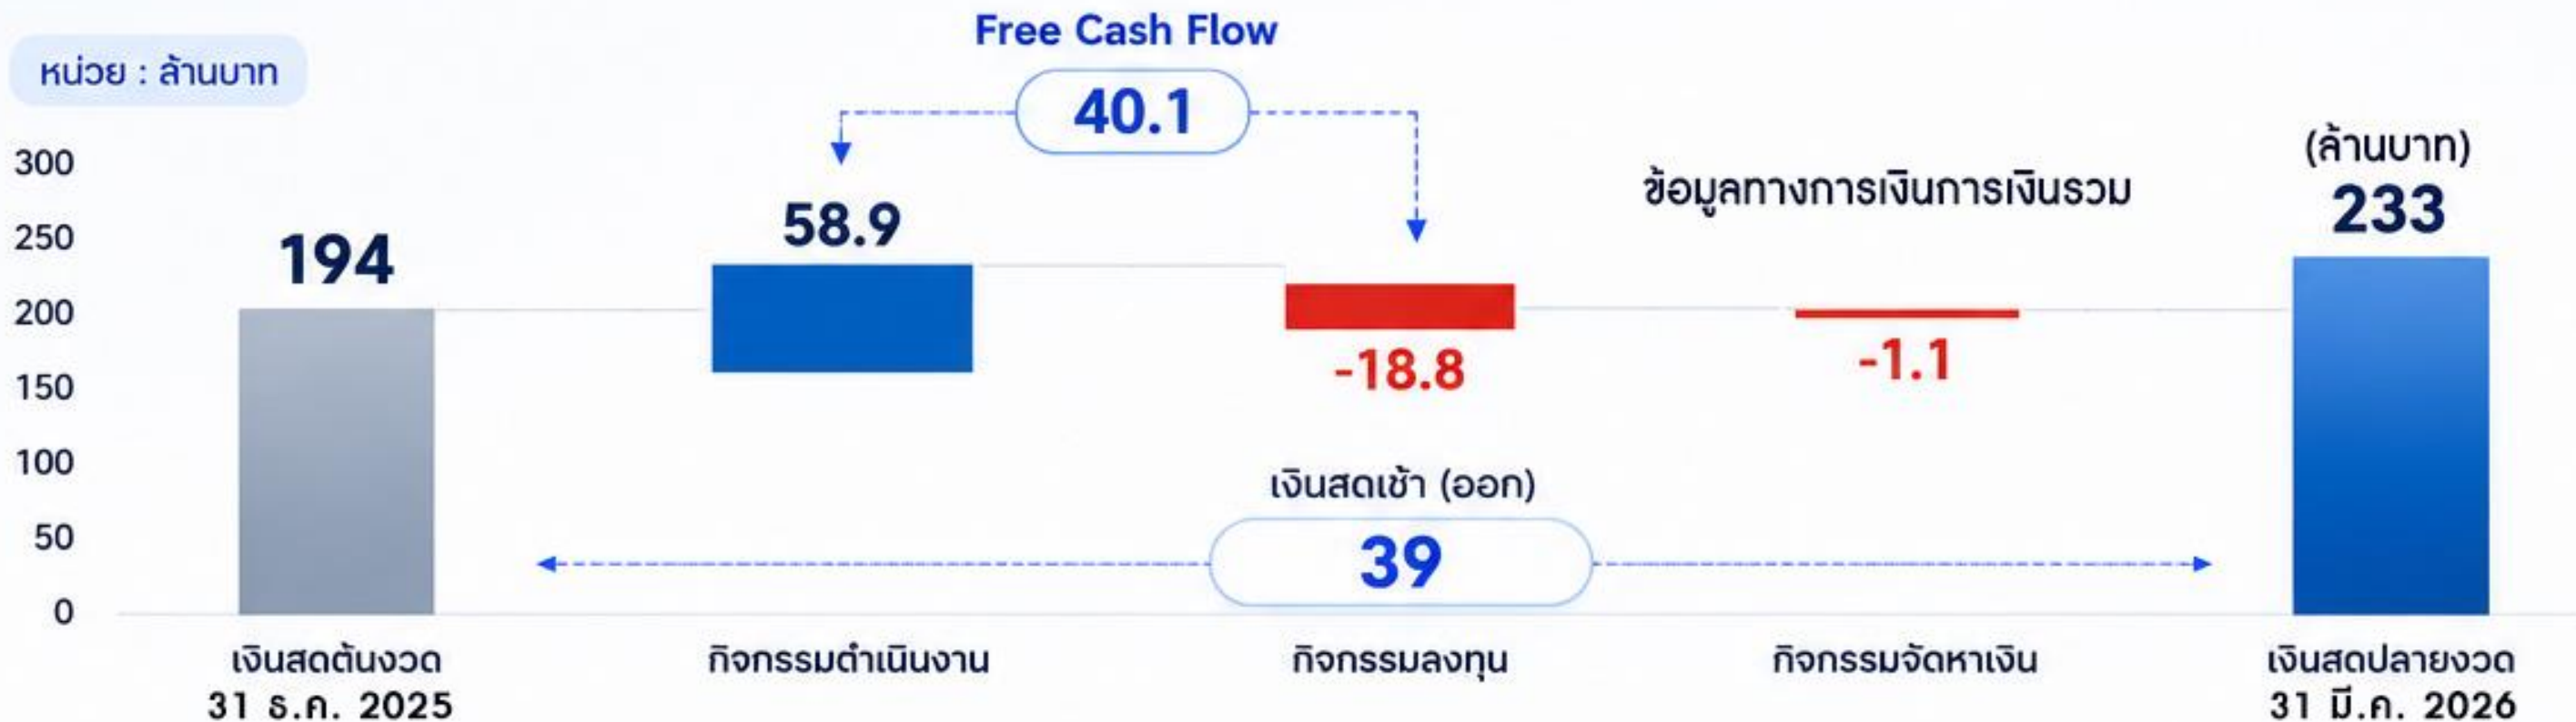 Free Cash Flow
หน่วย : ล้านบาท
40.1
(ล้านบาท)
300
ข้อมูลทางการเงินการเงินรวม
233
58.9
250
194
200
-18.8
-1.1
150
100
เงินสดเช้า (ออก)
50
39
0
เงินสดต้นงวด
31 ธ.ค. 2025
กิจกรรมดำเนินงาน
กิจกรรมลงทุน
กิจกรรมจัดหาเงิน
เงินสดปลายงวด
31 มี.ค. 2026